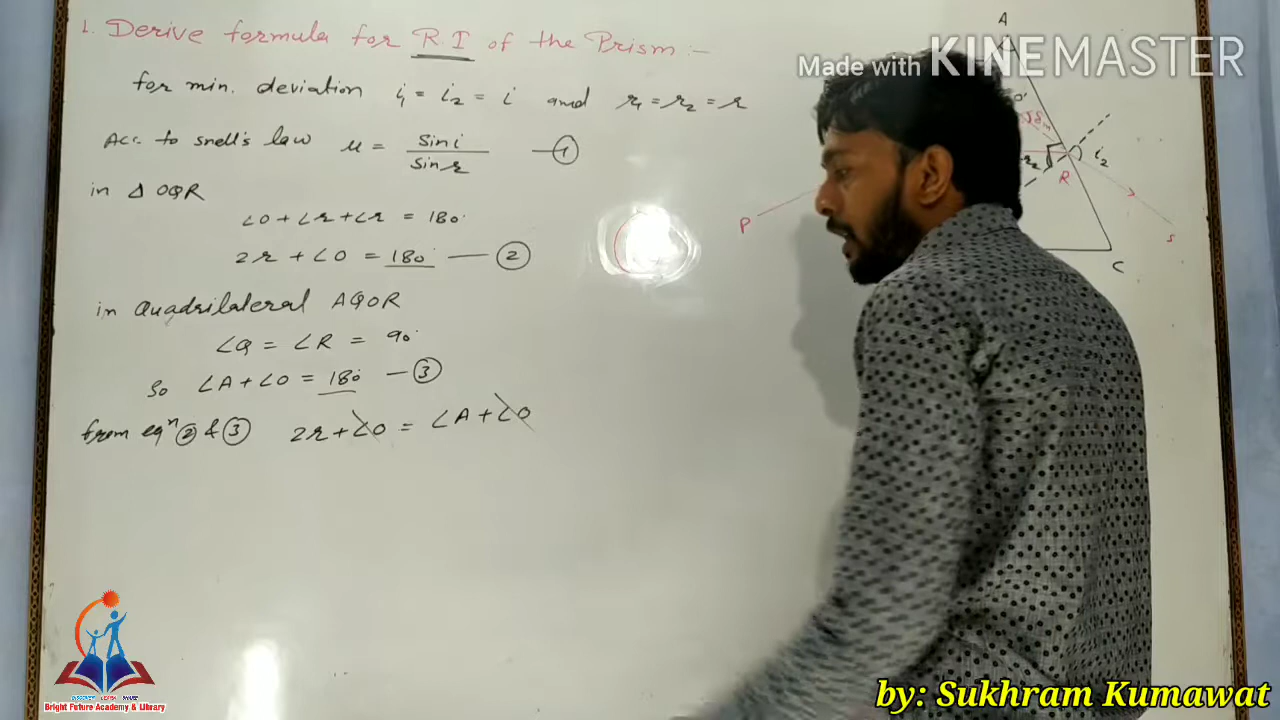 1. Derive formula for R.I of the Prism :-
for min. deviation i₁ = i₂ = i and r₁ = r₂ = r
Acc. to snell's law μ = sin i / sin r —①
in Δ OQR
∠O + ∠r + ∠r = 180°
2r + ∠O = 180° —②
in Quadrilateral AQOR
∠Q = ∠R = 90°
So ∠A + ∠O = 180° —③
from eqⁿ ② & ③ 2r + ∠O = ∠A + ∠O
A
i₂
r₂
R
P
S
C
Made with KINEMASTER
Bright Future Academy & Library
by: Sukhram Kumawat